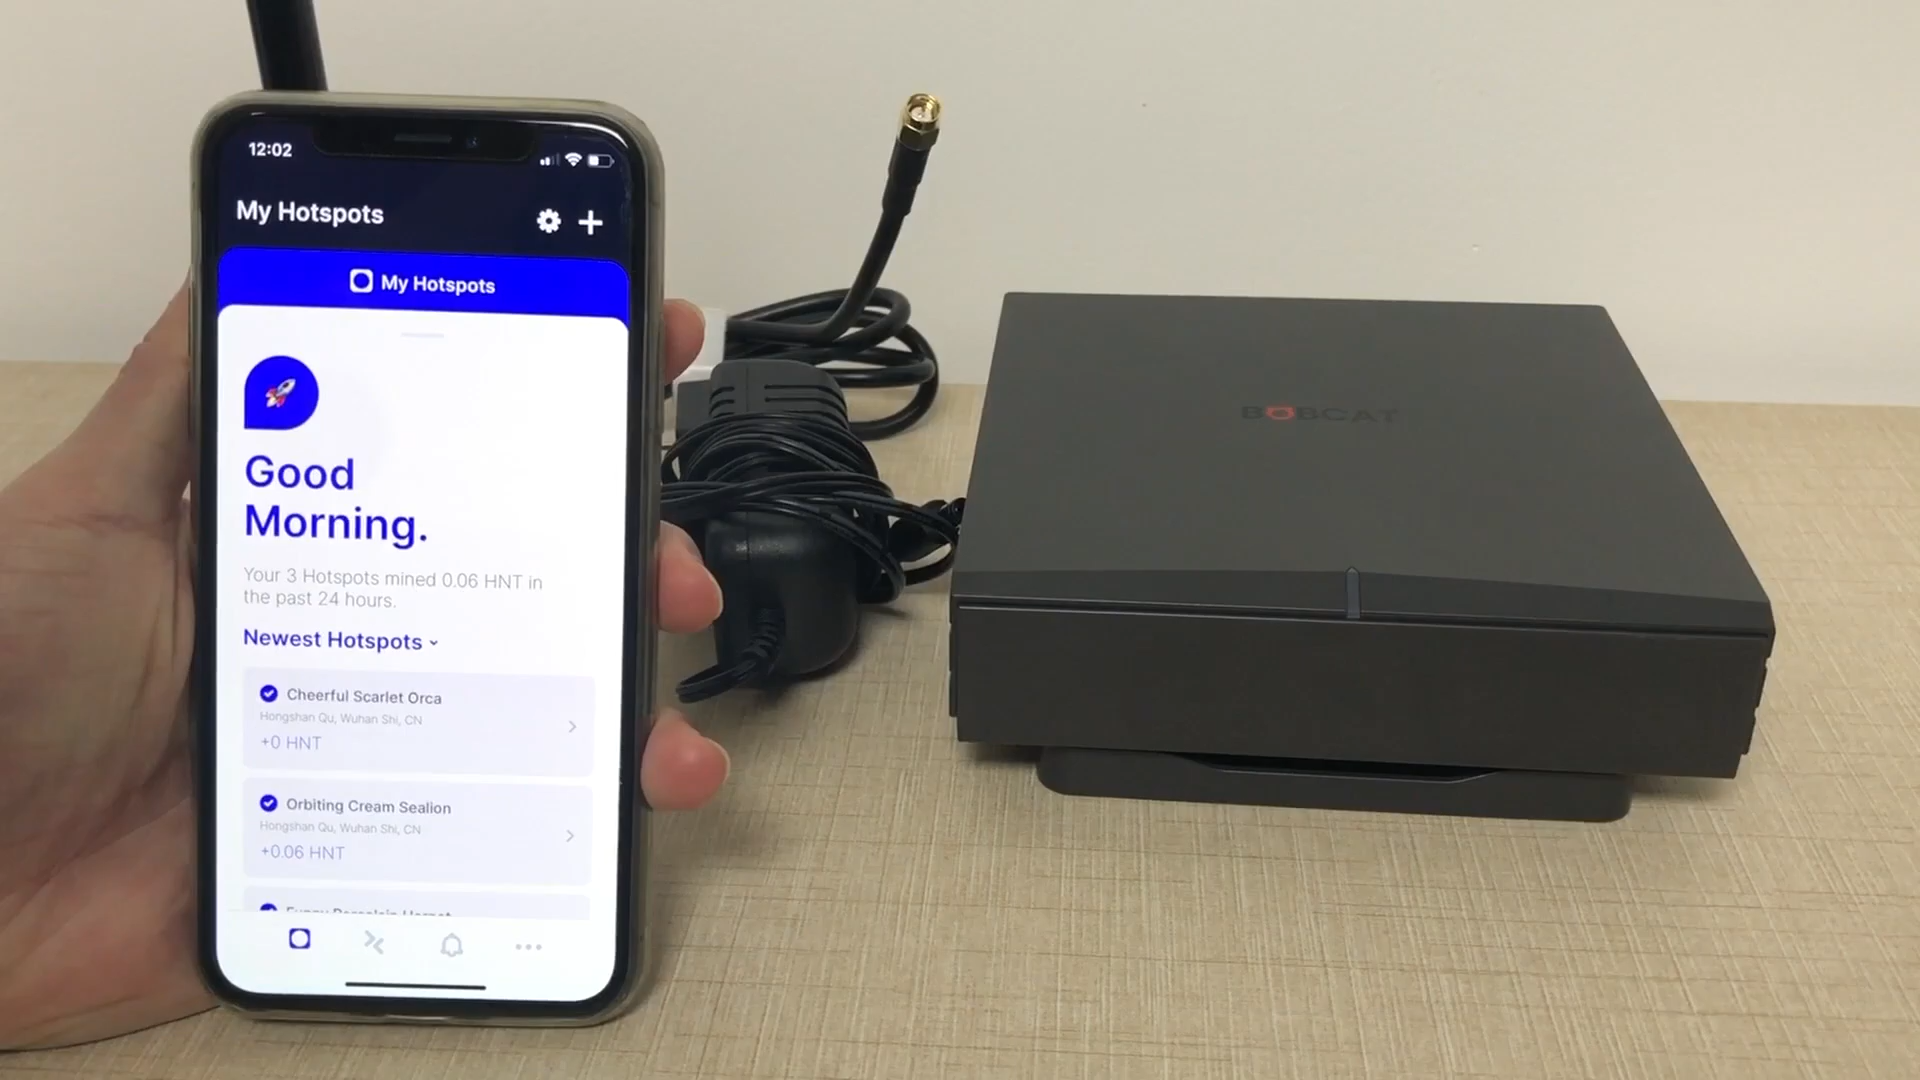 12:02
My Hotspots
My Hotspots
Good
Morning.
Your 3 Hotspots mined 0.06 HNT in
the past 24 hours.
Newest Hotspots
Cheerful Scarlet Orca
Hongshan Qu, Wuhan Shi, CN
+0 HNT
Orbiting Cream Sealion
Hongshan Qu, Wuhan Shi, CN
+0.06 HNT
BOBCAT